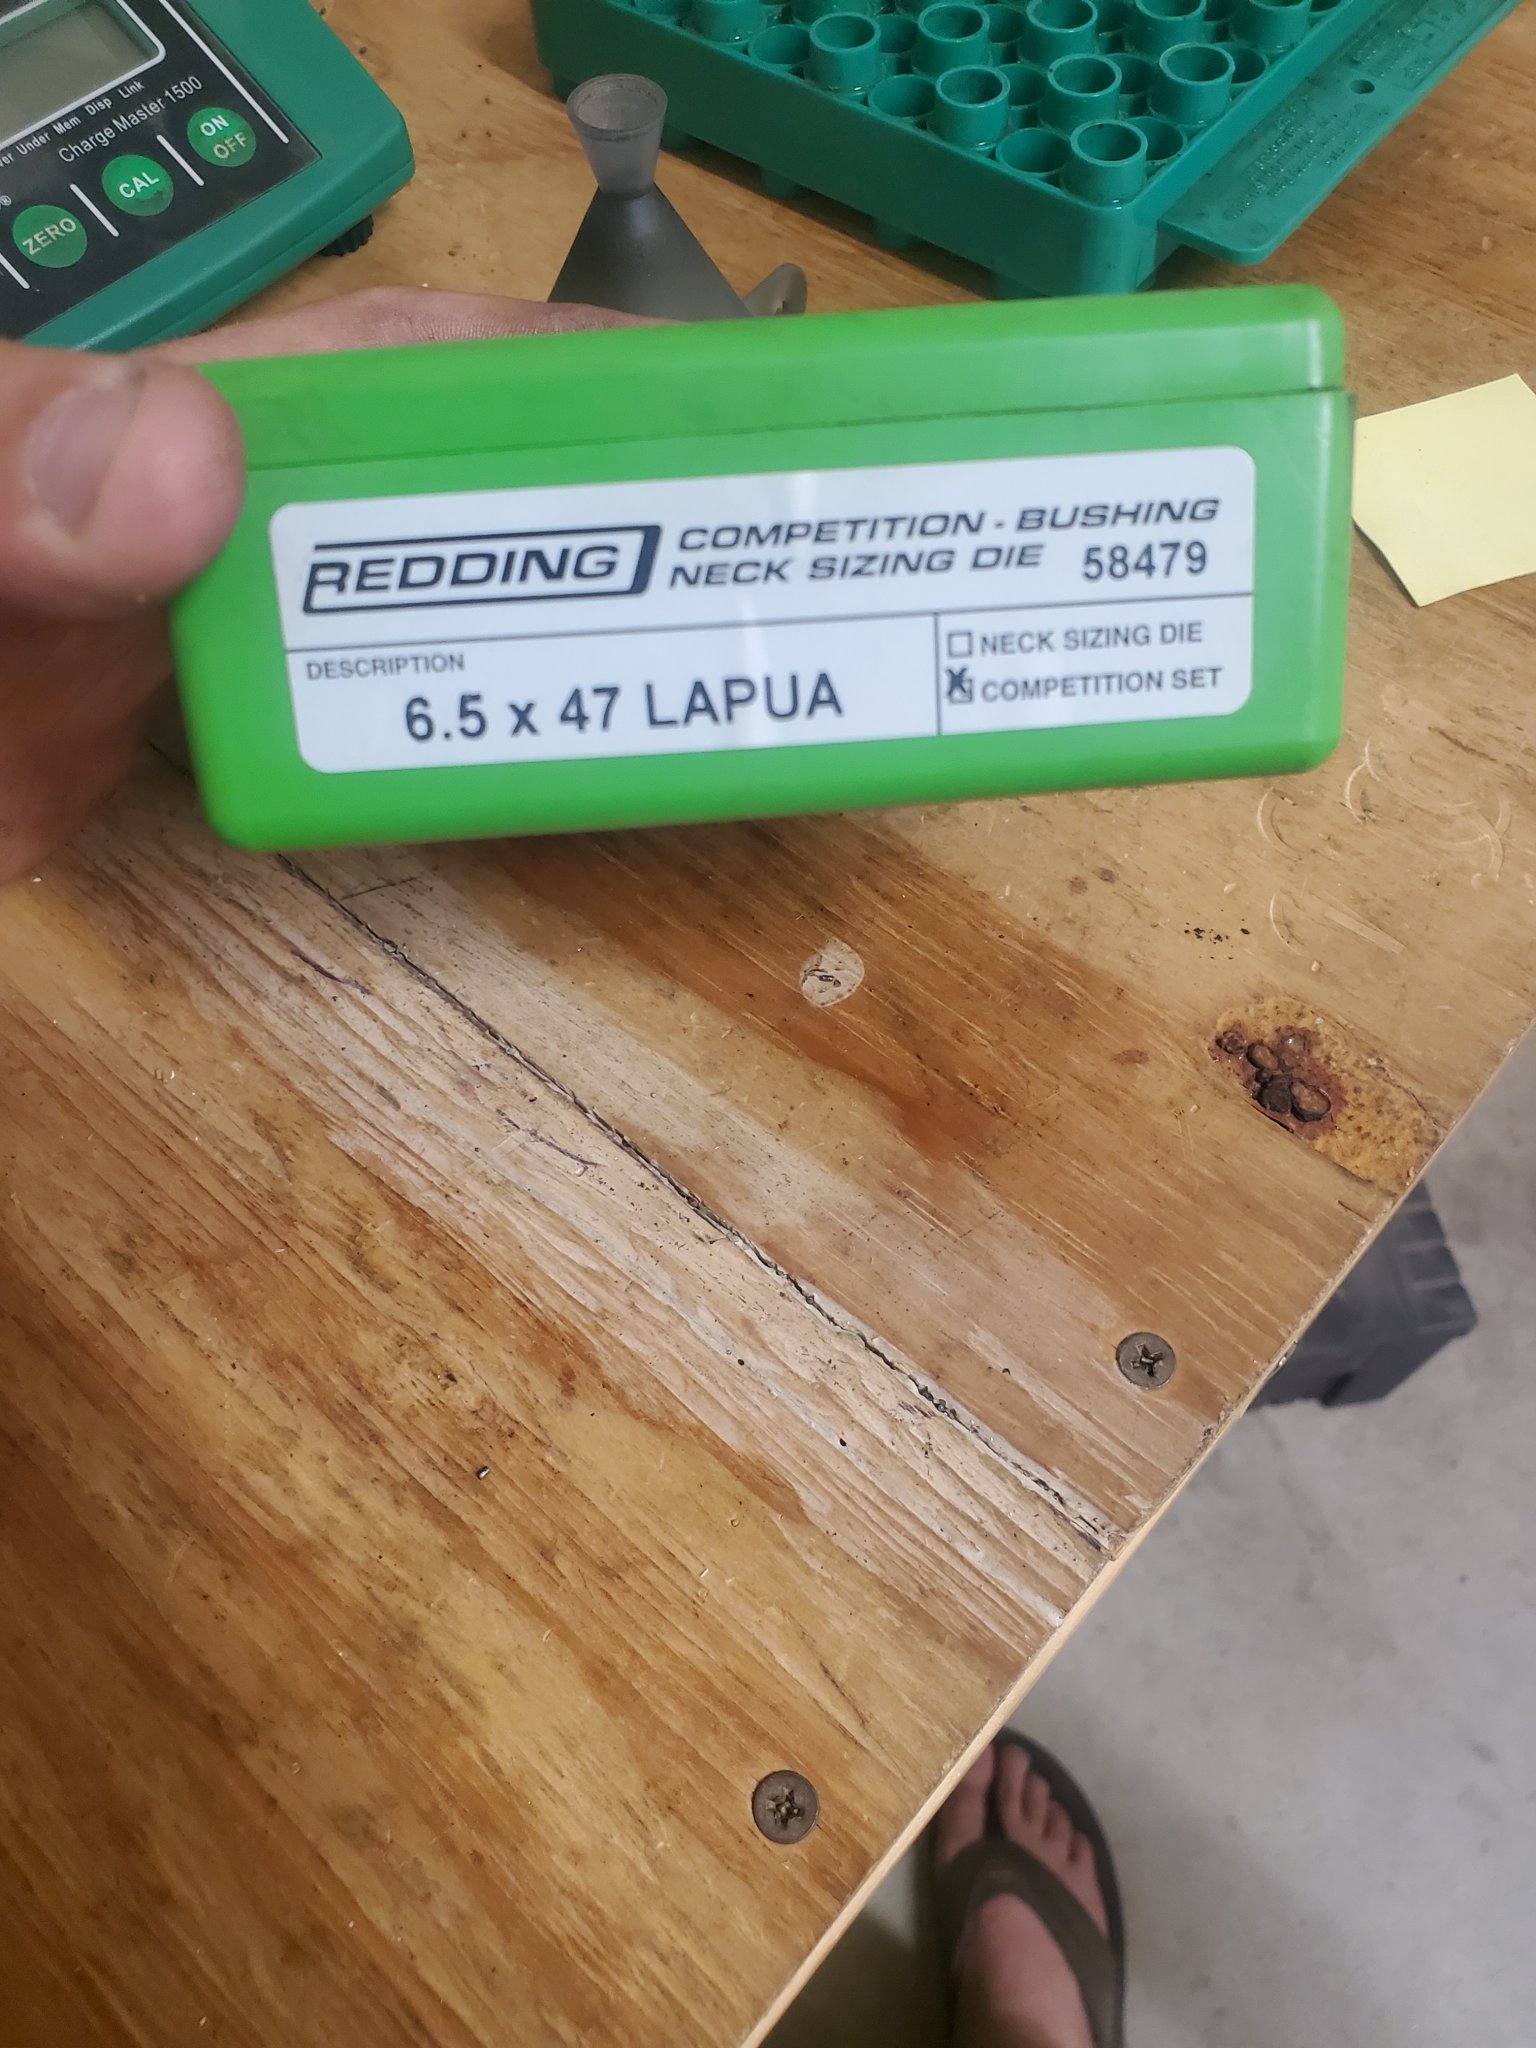 Under Mem Disp Link
Charge Master 1500
ZERO
CAL
ON
OFF
REDDING
COMPETITION - BUSHING
NECK SIZING DIE 58479
DESCRIPTION
6.5 x 47 LAPUA
NECK SIZING DIE
X COMPETITION SET